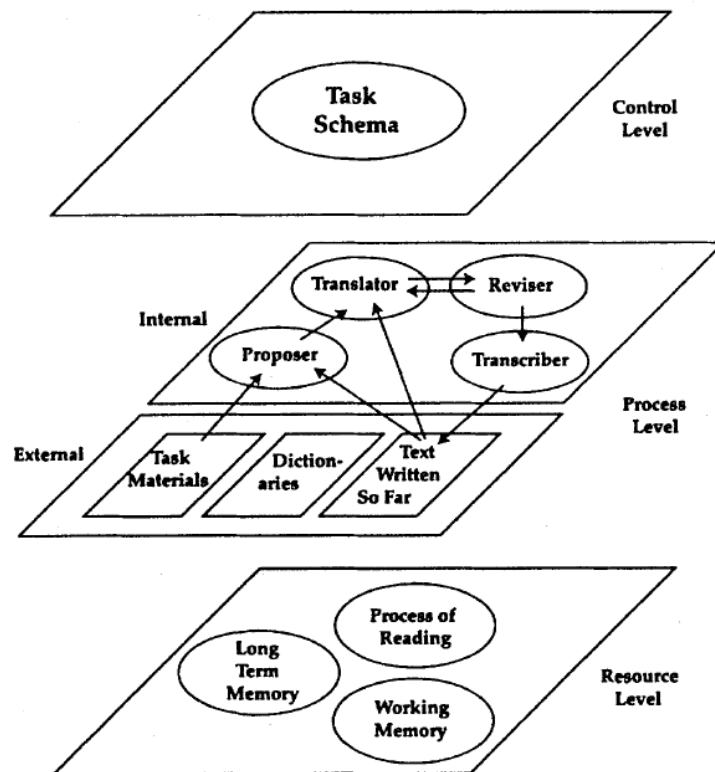 Task
Schema
Control
Level
Translator
Reviser
Internal
Proposer
Transcriber
Process
Level
External
Task
Materials
Diction-
aries
Text
Written
So Far
Process of
Reading
Long
Term
Memory
Working
Memory
Resource
Level